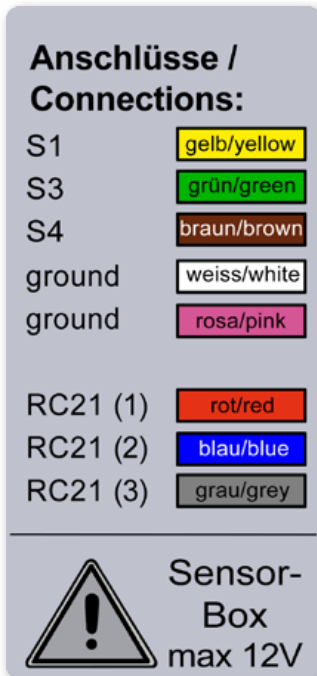 Anschlüsse /
Connections:
S1 gelb/yellow
S3 grün/green
S4 braun/brown
ground weiss/white
ground rosa/pink
RC21 (1) rot/red
RC21 (2) blau/blue
RC21 (3) grau/grey
Sensor-
Box
max 12V